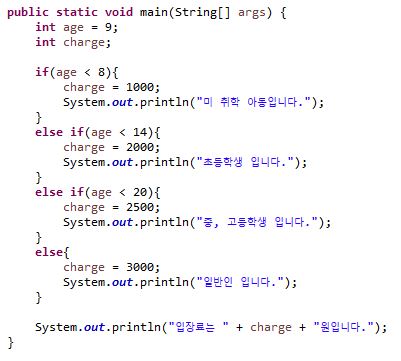 public static void main(String[] args) {
    int age = 9;
    int charge;

    if(age < 8){
        charge = 1000;
        System.out.println("미 취학 아동입니다.");
    }
    else if(age < 14){
        charge = 2000;
        System.out.println("초등학생 입니다.");
    }
    else if(age < 20){
        charge = 2500;
        System.out.println("중, 고등학생 입니다.");
    }
    else{
        charge = 3000;
        System.out.println("일반인 입니다.");
    }

    System.out.println("입장료는 " + charge + "원입니다.");
}